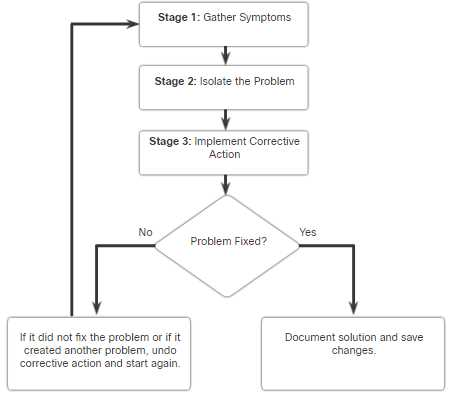 Stage 1: Gather Symptoms
Stage 2: Isolate the Problem
Stage 3: Implement Corrective
Action
Problem Fixed?
No
Yes
If it did not fix the problem or if it
created another problem, undo
corrective action and start again.
Document solution and save
changes.